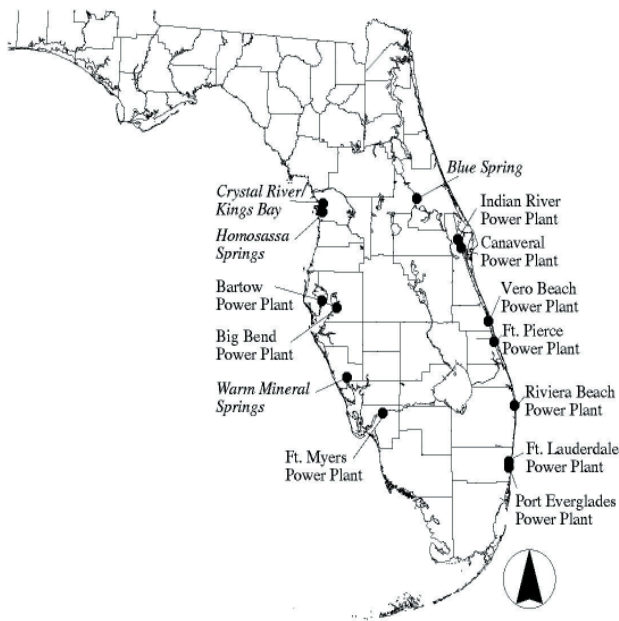 Blue Spring
Crystal River/
Kings Bay
Indian River
Power Plant
Homosassa
Springs
Canaveral
Power Plant
Bartow
Power Plant
Vero Beach
Power Plant
Big Bend
Power Plant
Ft. Pierce
Power Plant
Warm Mineral
Springs
Riviera Beach
Power Plant
Ft. Myers
Power Plant
Ft. Lauderdale
Power Plant
Port Everglades
Power Plant